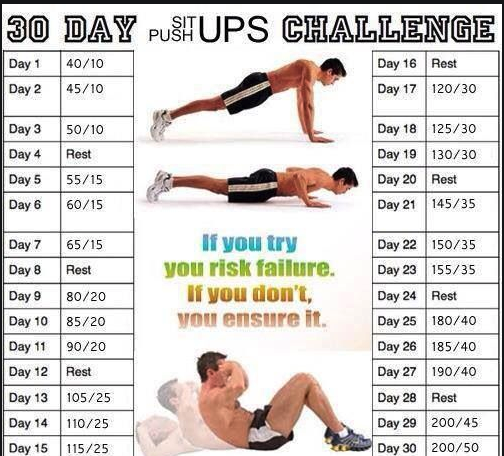 30 DAY SIT PUSH UPS CHALLENGE
Day 1 40/10
Day 2 45/10
Day 3 50/10
Day 4 Rest
Day 5 55/15
Day 6 60/15
Day 7 65/15
Day 8 Rest
Day 9 80/20
Day 10 85/20
Day 11 90/20
Day 12 Rest
Day 13 105/25
Day 14 110/25
Day 15 115/25
If you try
you risk failure.
If you don't,
you ensure it.
Day 16 Rest
Day 17 120/30
Day 18 125/30
Day 19 130/30
Day 20 Rest
Day 21 145/35
Day 22 150/35
Day 23 155/35
Day 24 Rest
Day 25 180/40
Day 26 185/40
Day 27 190/40
Day 28 Rest
Day 29 200/45
Day 30 200/50